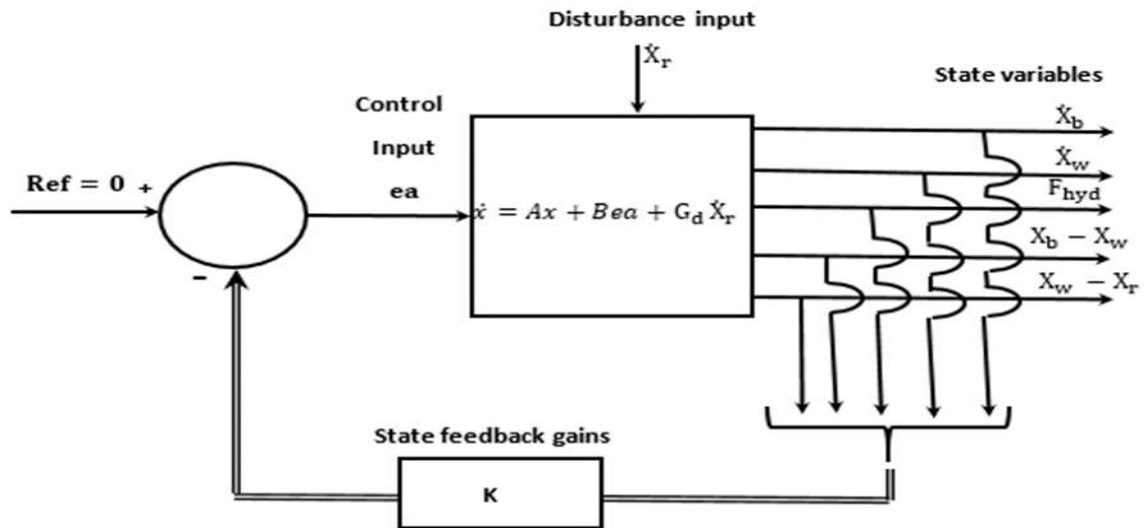 Disturbance input
Ẋr
State variables
Control
Input
ea
Ẋb
Ẋw
Fhyd
Xb − Xw
Xw − Xr
Ref = 0 +
-
ẋ = Ax + Bea + Gd Ẋr
State feedback gains
K